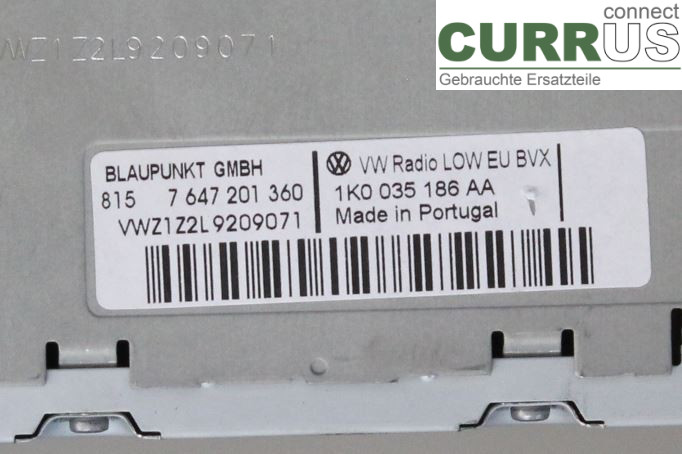 VWZ1Z2L9209071
connect
CURRUS
Gebrauchte Ersatzteile
BLAUPUNKT GMBH
815 7 647 201 360
VWZ1Z2L9209071
VW Radio LOW EU BVX
1K0 035 186 AA
Made in Portugal